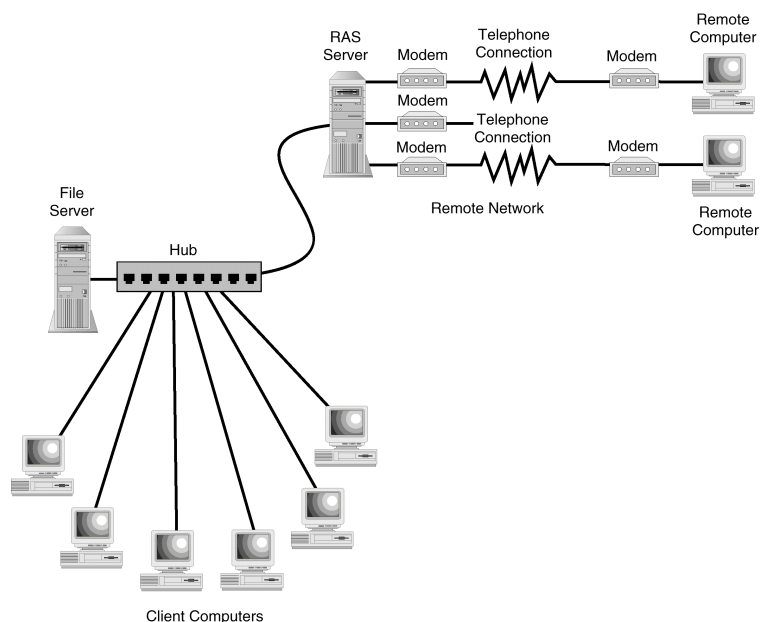 Remote
Computer
RAS
Server
Modem
Telephone
Connection
Modem
Modem
Telephone
Connection
Modem
Modem
Remote Network
Remote
Computer
File
Server
Hub
Client Computers